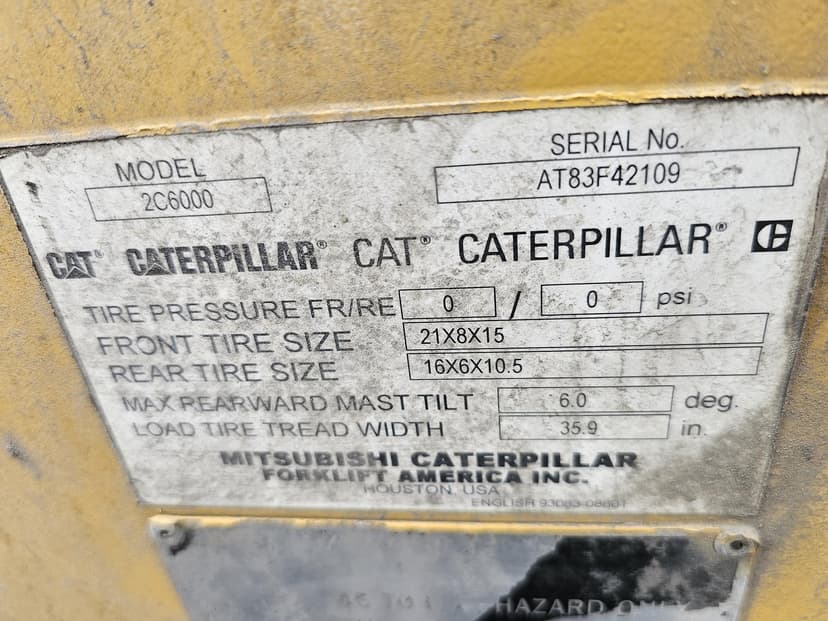 MODEL
2C6000
SERIAL No.
AT83F42109
CAT® CATERPILLAR® CAT® CATERPILLAR®
TIRE PRESSURE FR/RE 0 / 0 psi
FRONT TIRE SIZE 21X8X15
REAR TIRE SIZE 16X6X10.5
MAX REARWARD MAST TILT 6.0 deg.
LOAD TIRE TREAD WIDTH 35.9 in.
MITSUBISHI CATERPILLAR
FORKLIFT AMERICA INC.
HOUSTON, USA
ENGLISH
HAZARD ONLY